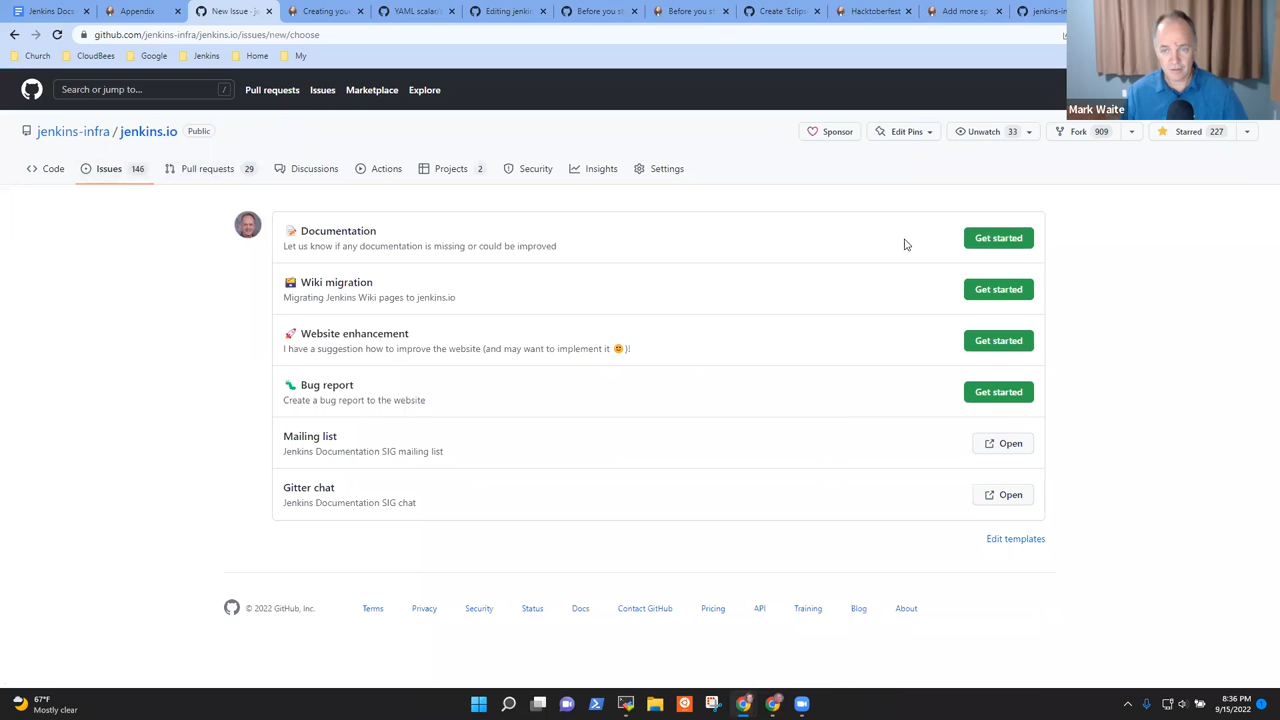 Jenkins Doc
Appendix
New Issue - je
Creating your
YAML scalar/s
Editing jenkin
Before you st
Before you st
Create 'Eclips
Hacktoberfest
Add more sp
jenkins-in
github.com/jenkins-infra/jenkins.io/issues/new/choose
Church
CloudBees
Google
Jenkins
Home
My
Search or jump to...
/
Pull requests
Issues
Marketplace
Explore
Mark Waite
jenkins-infra / jenkins.io
Public
Sponsor
Edit Pins
Unwatch 33
Fork 909
Starred 227
Code
Issues 146
Pull requests 29
Discussions
Actions
Projects 2
Security
Insights
Settings
Documentation
Let us know if any documentation is missing or could be improved
Get started
Wiki migration
Migrating Jenkins Wiki pages to jenkins.io
Get started
Website enhancement
I have a suggestion how to improve the website (and may want to implement it 🙂)!
Get started
Bug report
Create a bug report to the website
Get started
Mailing list
Jenkins Documentation SIG mailing list
Open
Gitter chat
Jenkins Documentation SIG chat
Open
Edit templates
© 2022 GitHub, Inc.
Terms
Privacy
Security
Status
Docs
Contact GitHub
Pricing
API
Training
Blog
About
67°F
Mostly clear
8:36 PM
9/15/2022